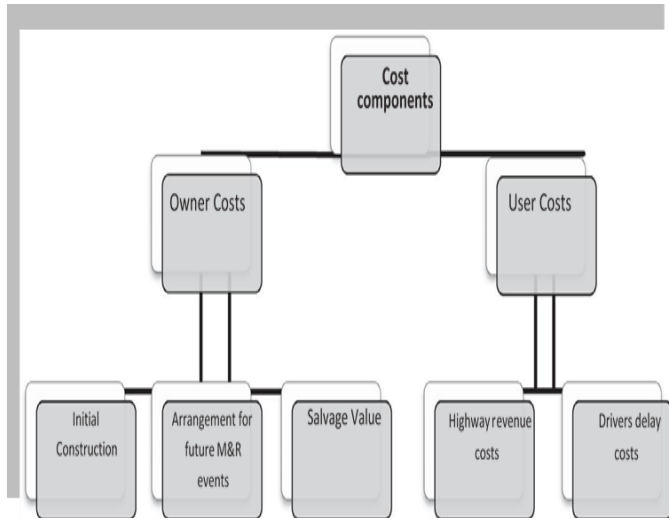 Cost
components
Owner Costs
User Costs
Initial
Construction
Arrangement for
future M&R
events
Salvage Value
Highway revenue
costs
Drivers delay
costs